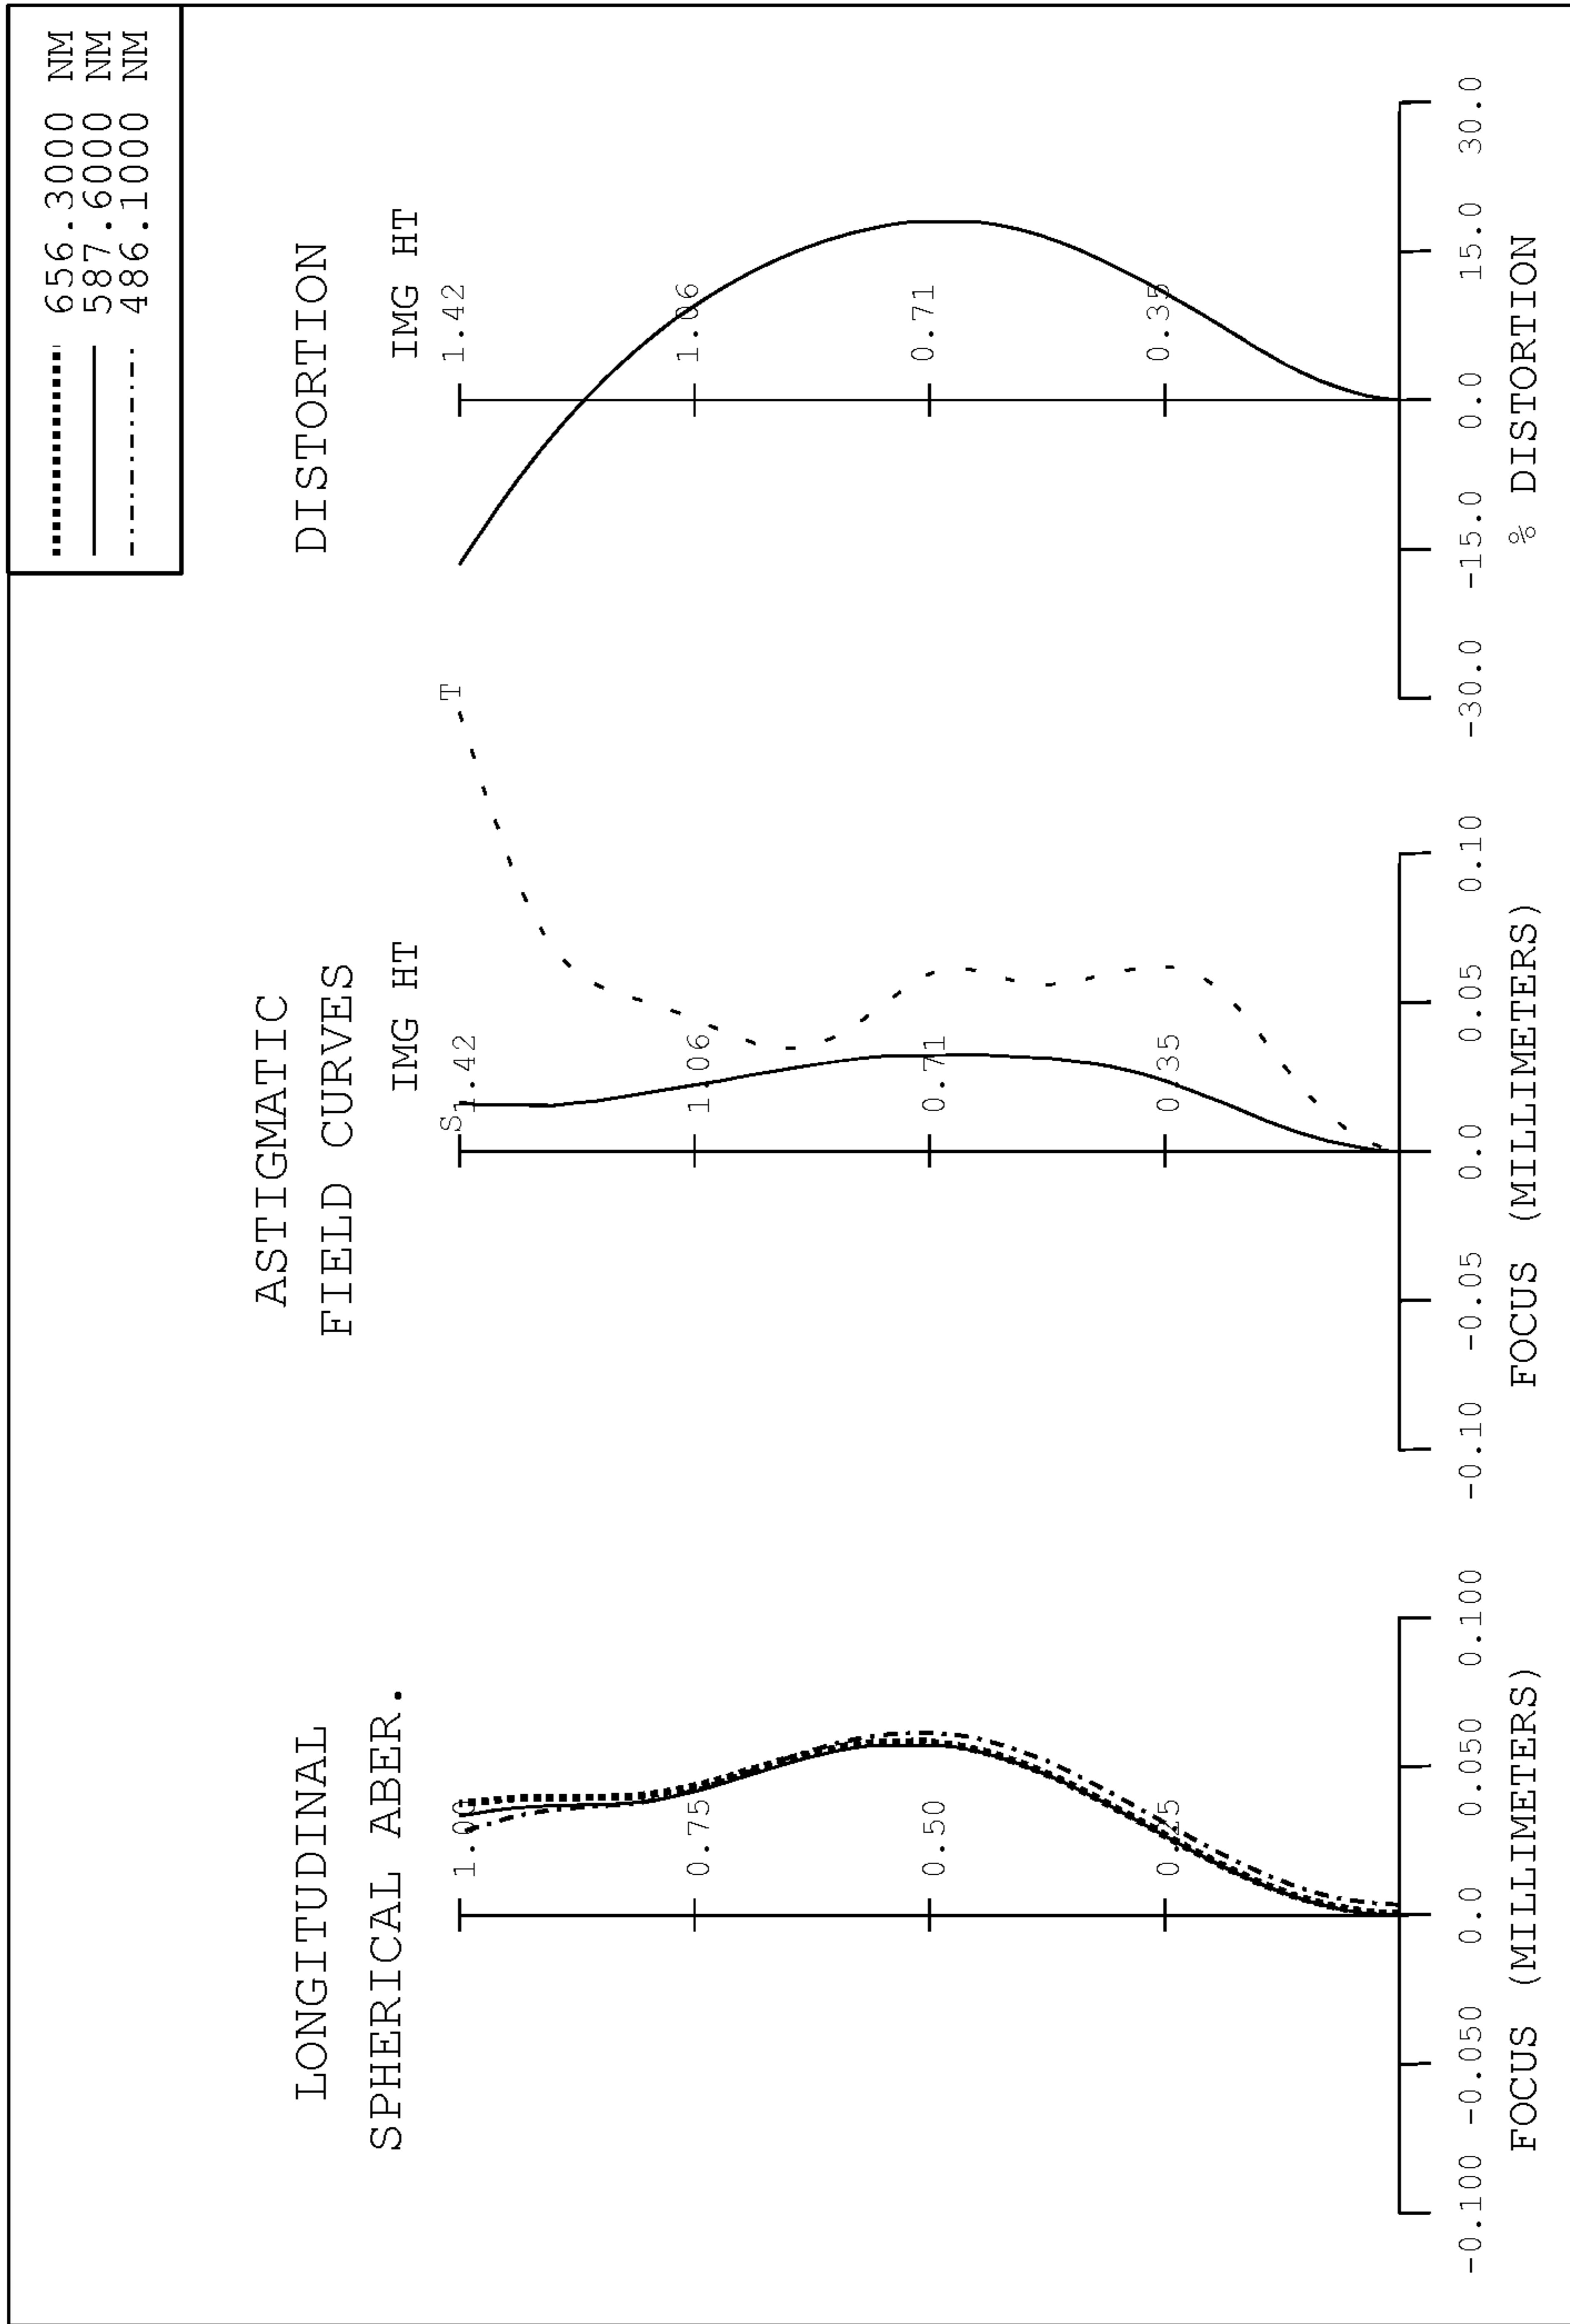 656.3000 NM
587.6000 NM
486.1000 NM
LONGITUDINAL
SPHERICAL ABER.
1.00
0.75
0.50
0.25
-0.100 -0.050 0.0 0.050 0.100
FOCUS (MILLIMETERS)
ASTIGMATIC
FIELD CURVES
IMG HT
S T
1.42
1.06
0.71
0.35
-0.10 -0.05 0.0 0.05 0.10
FOCUS (MILLIMETERS)
DISTORTION
IMG HT
1.42
1.06
0.71
0.35
-30.0 -15.0 0.0 15.0 30.0
% DISTORTION